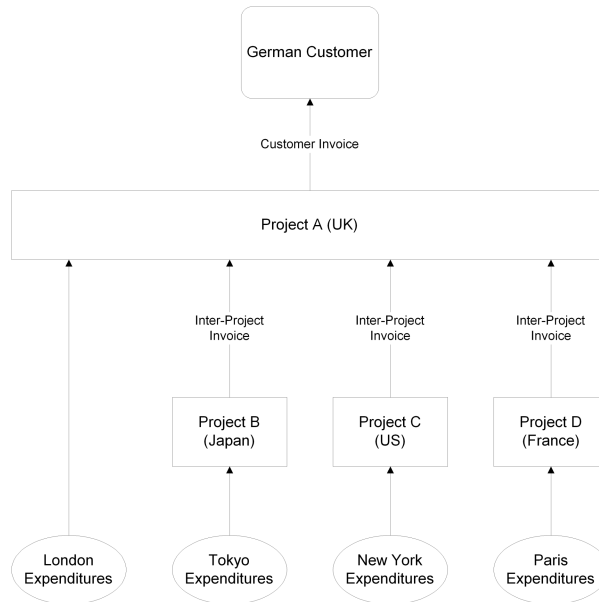 German Customer
Customer Invoice
Project A (UK)
Inter-Project
Invoice
Inter-Project
Invoice
Inter-Project
Invoice
Project B
(Japan)
Project C
(US)
Project D
(France)
London
Expenditures
Tokyo
Expenditures
New York
Expenditures
Paris
Expenditures